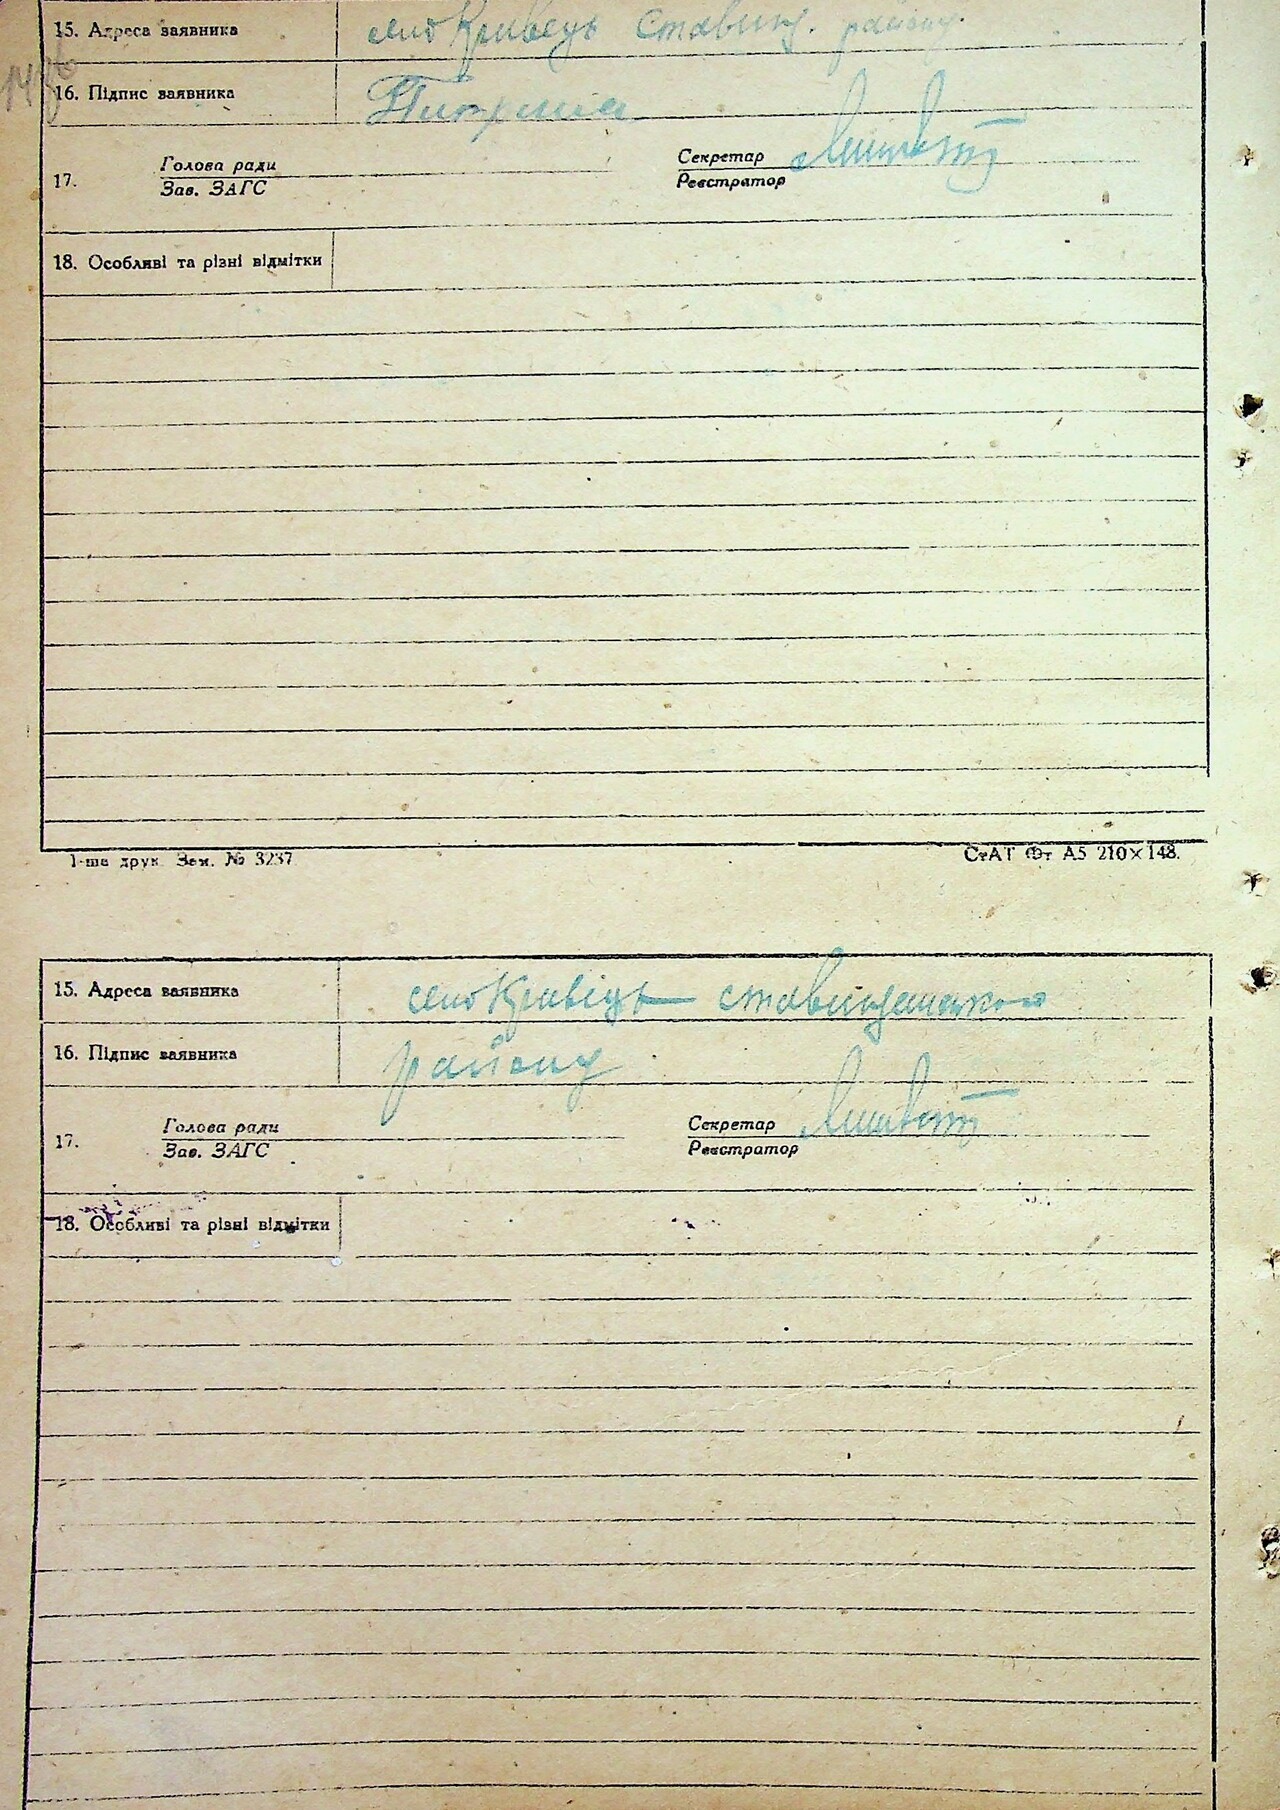 15. Адреса заявника село Кривець Ставищ. району.
16. Підпис заявника
17. Голова ради Секретар
Зав. ЗАГС Реєстратор
18. Особливі та різні відмітки
1-ша друк. Зам. № 3237 СтАТ Фт А5 210×148.
15. Адреса заявника село Кривець Ставищанського
16. Підпис заявника району
17. Голова ради Секретар
Зав. ЗАГС Реєстратор
18. Особливі та різні відмітки